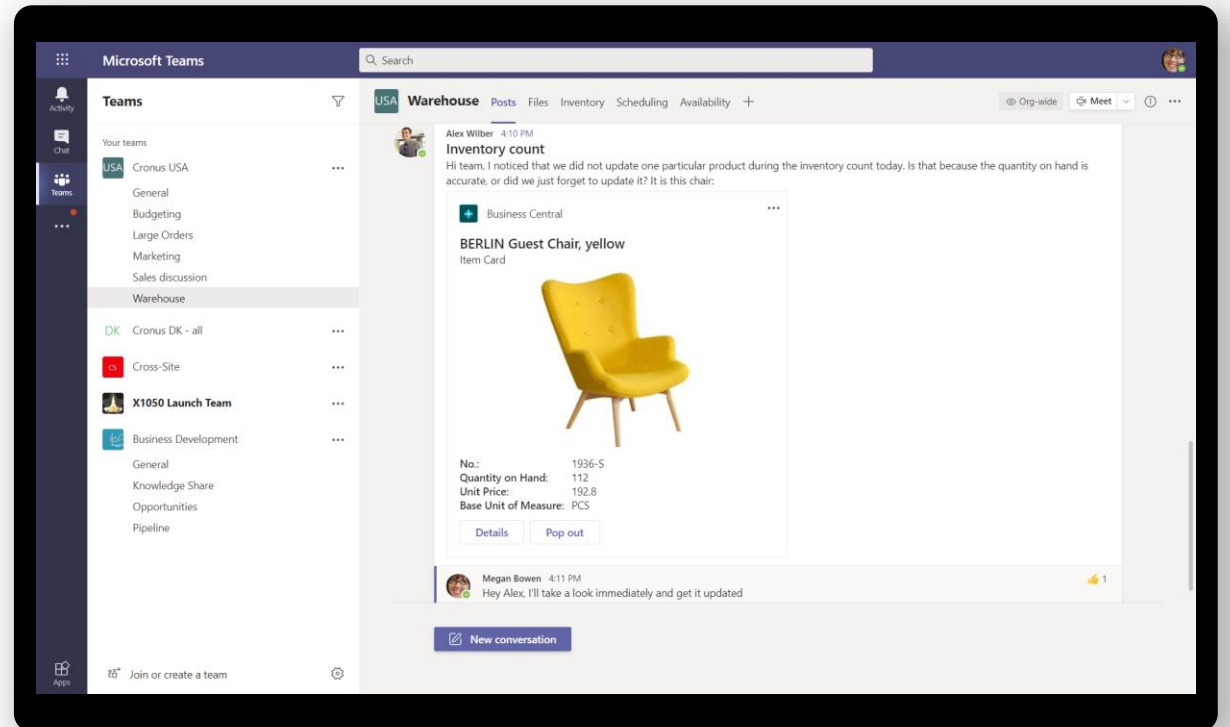 Microsoft Teams
Search
Activity
Chat
Teams
Apps
Teams
Your teams
USA Cronus USA
General
Budgeting
Large Orders
Marketing
Sales discussion
Warehouse
DK Cronus DK - all
CS Cross-Site
X1050 Launch Team
Business Development
General
Knowledge Share
Opportunities
Pipeline
Join or create a team
USA Warehouse Posts Files Inventory Scheduling Availability +
Org-wide Meet
Alex Wilber 4:10 PM
Inventory count
Hi team, I noticed that we did not update one particular product during the inventory count today. Is that because the quantity on hand is
accurate, or did we just forget to update it? It is this chair:
Business Central
BERLIN Guest Chair, yellow
Item Card
No.: 1936-S
Quantity on Hand: 112
Unit Price: 192.8
Base Unit of Measure: PCS
Details Pop out
Megan Bowen 4:11 PM
👍 1
Hey Alex, I'll take a look immediately and get it updated
New conversation